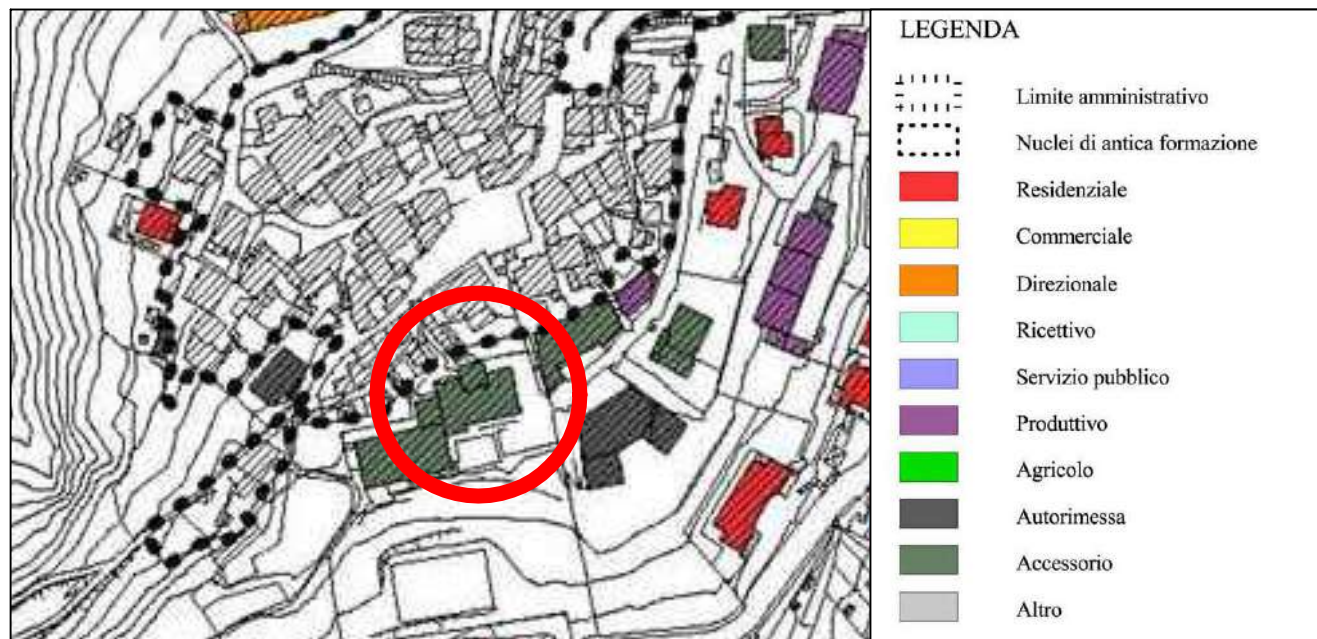 LEGENDA
Limite amministrativo
Nuclei di antica formazione
Residenziale
Commerciale
Direzionale
Ricettivo
Servizio pubblico
Produttivo
Agricolo
Autorimessa
Accessorio
Altro